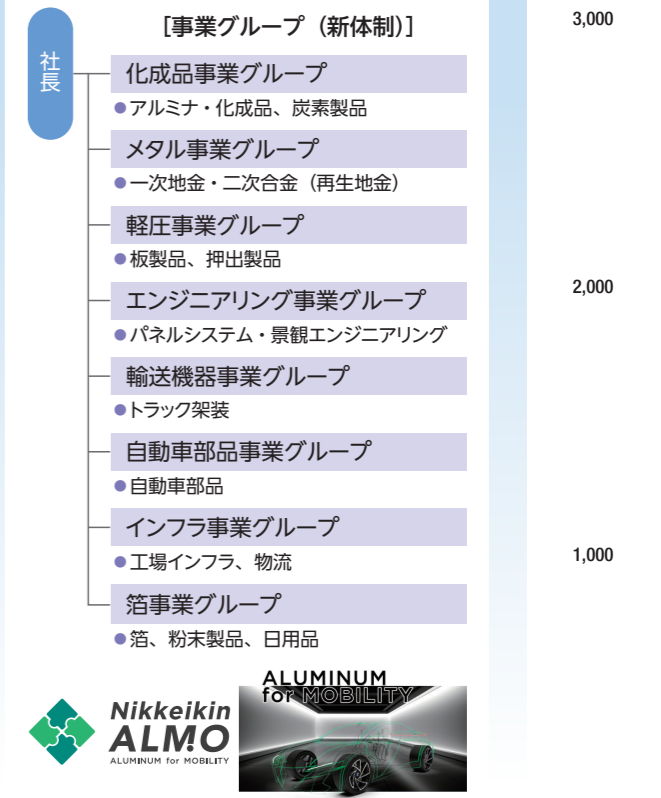 社長
[事業グループ（新体制）]
化成品事業グループ
●アルミナ・化成品、炭素製品
メタル事業グループ
●一次地金・二次合金（再生地金）
軽圧事業グループ
●板製品、押出製品
エンジニアリング事業グループ
●パネルシステム・景観エンジニアリング
輸送機器事業グループ
●トラック架装
自動車部品事業グループ
●自動車部品
インフラ事業グループ
●工場インフラ、物流
箔事業グループ
●箔、粉末製品、日用品
Nikkeikin
ALMO
ALUMINUM for MOBILITY
ALUMINUM
for MOBILITY
3,000
2,000
1,000